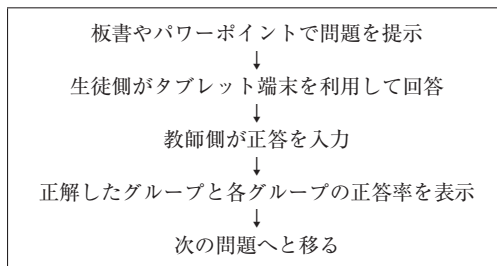 板書やパワーポイントで問題を提示
↓
生徒側がタブレット端末を利用して回答
↓
教師側が正答を入力
↓
正解したグループと各グループの正答率を表示
↓
次の問題へと移る